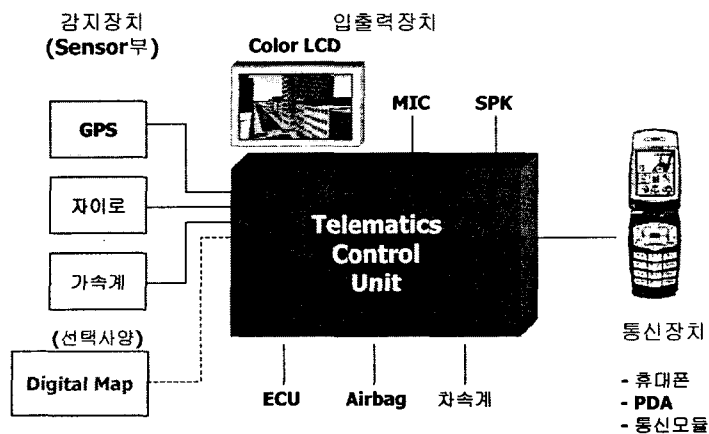 감지장치
(Sensor부)
입출력장치
Color LCD
MIC
SPK
GPS
자이로
가속계
(선택사양)
Digital Map
Telematics
Control
Unit
ECU
Airbag
차속계
통신장치
- 휴대폰
- PDA
- 통신모듈